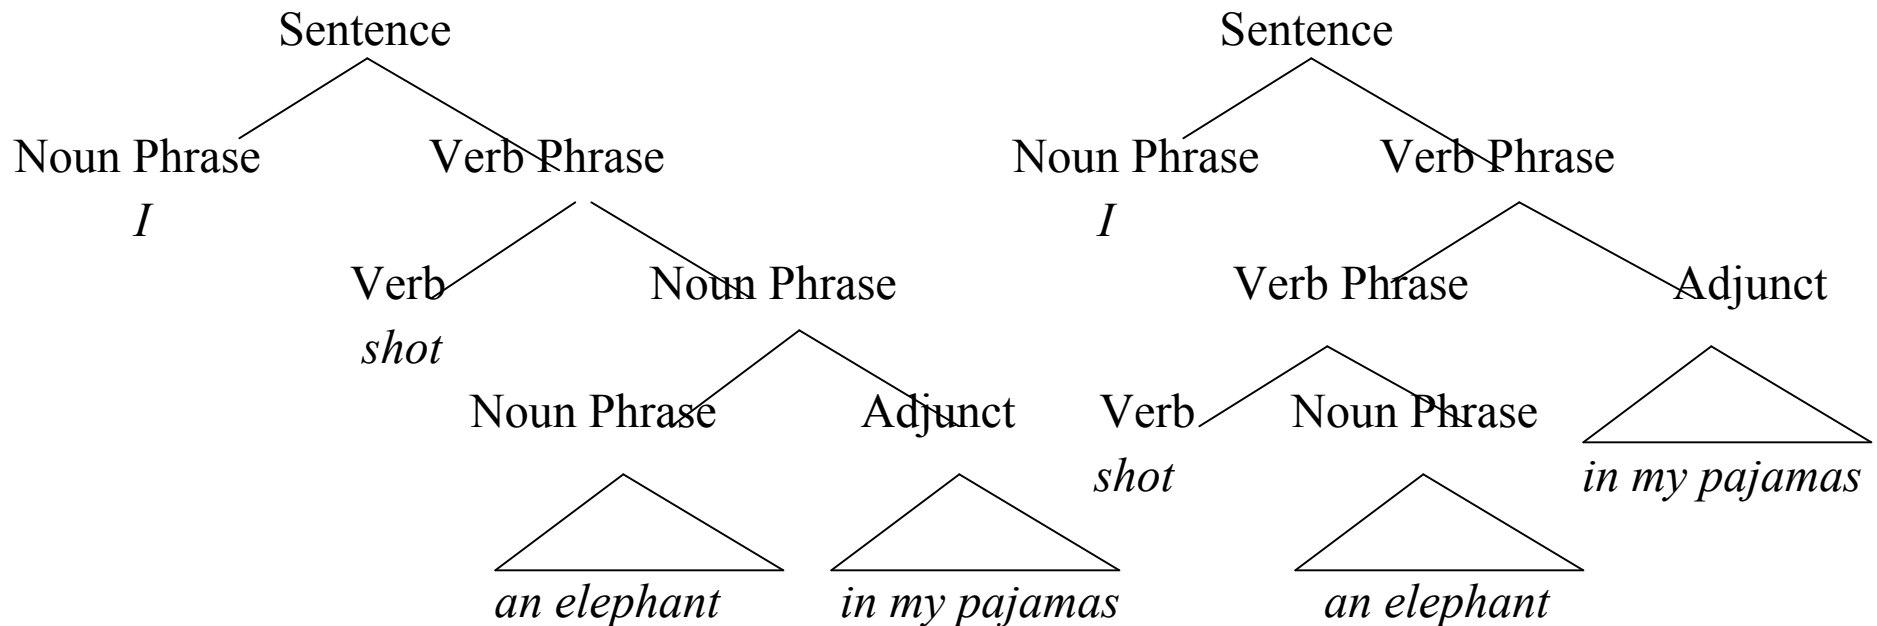 Sentence Sentence
Noun Phrase Verb Phrase Noun Phrase Verb Phrase
I I
Verb Noun Phrase Verb Phrase Adjunct
shot
Noun Phrase Adjunct Verb Noun Phrase
shot in my pajamas
an elephant in my pajamas an elephant